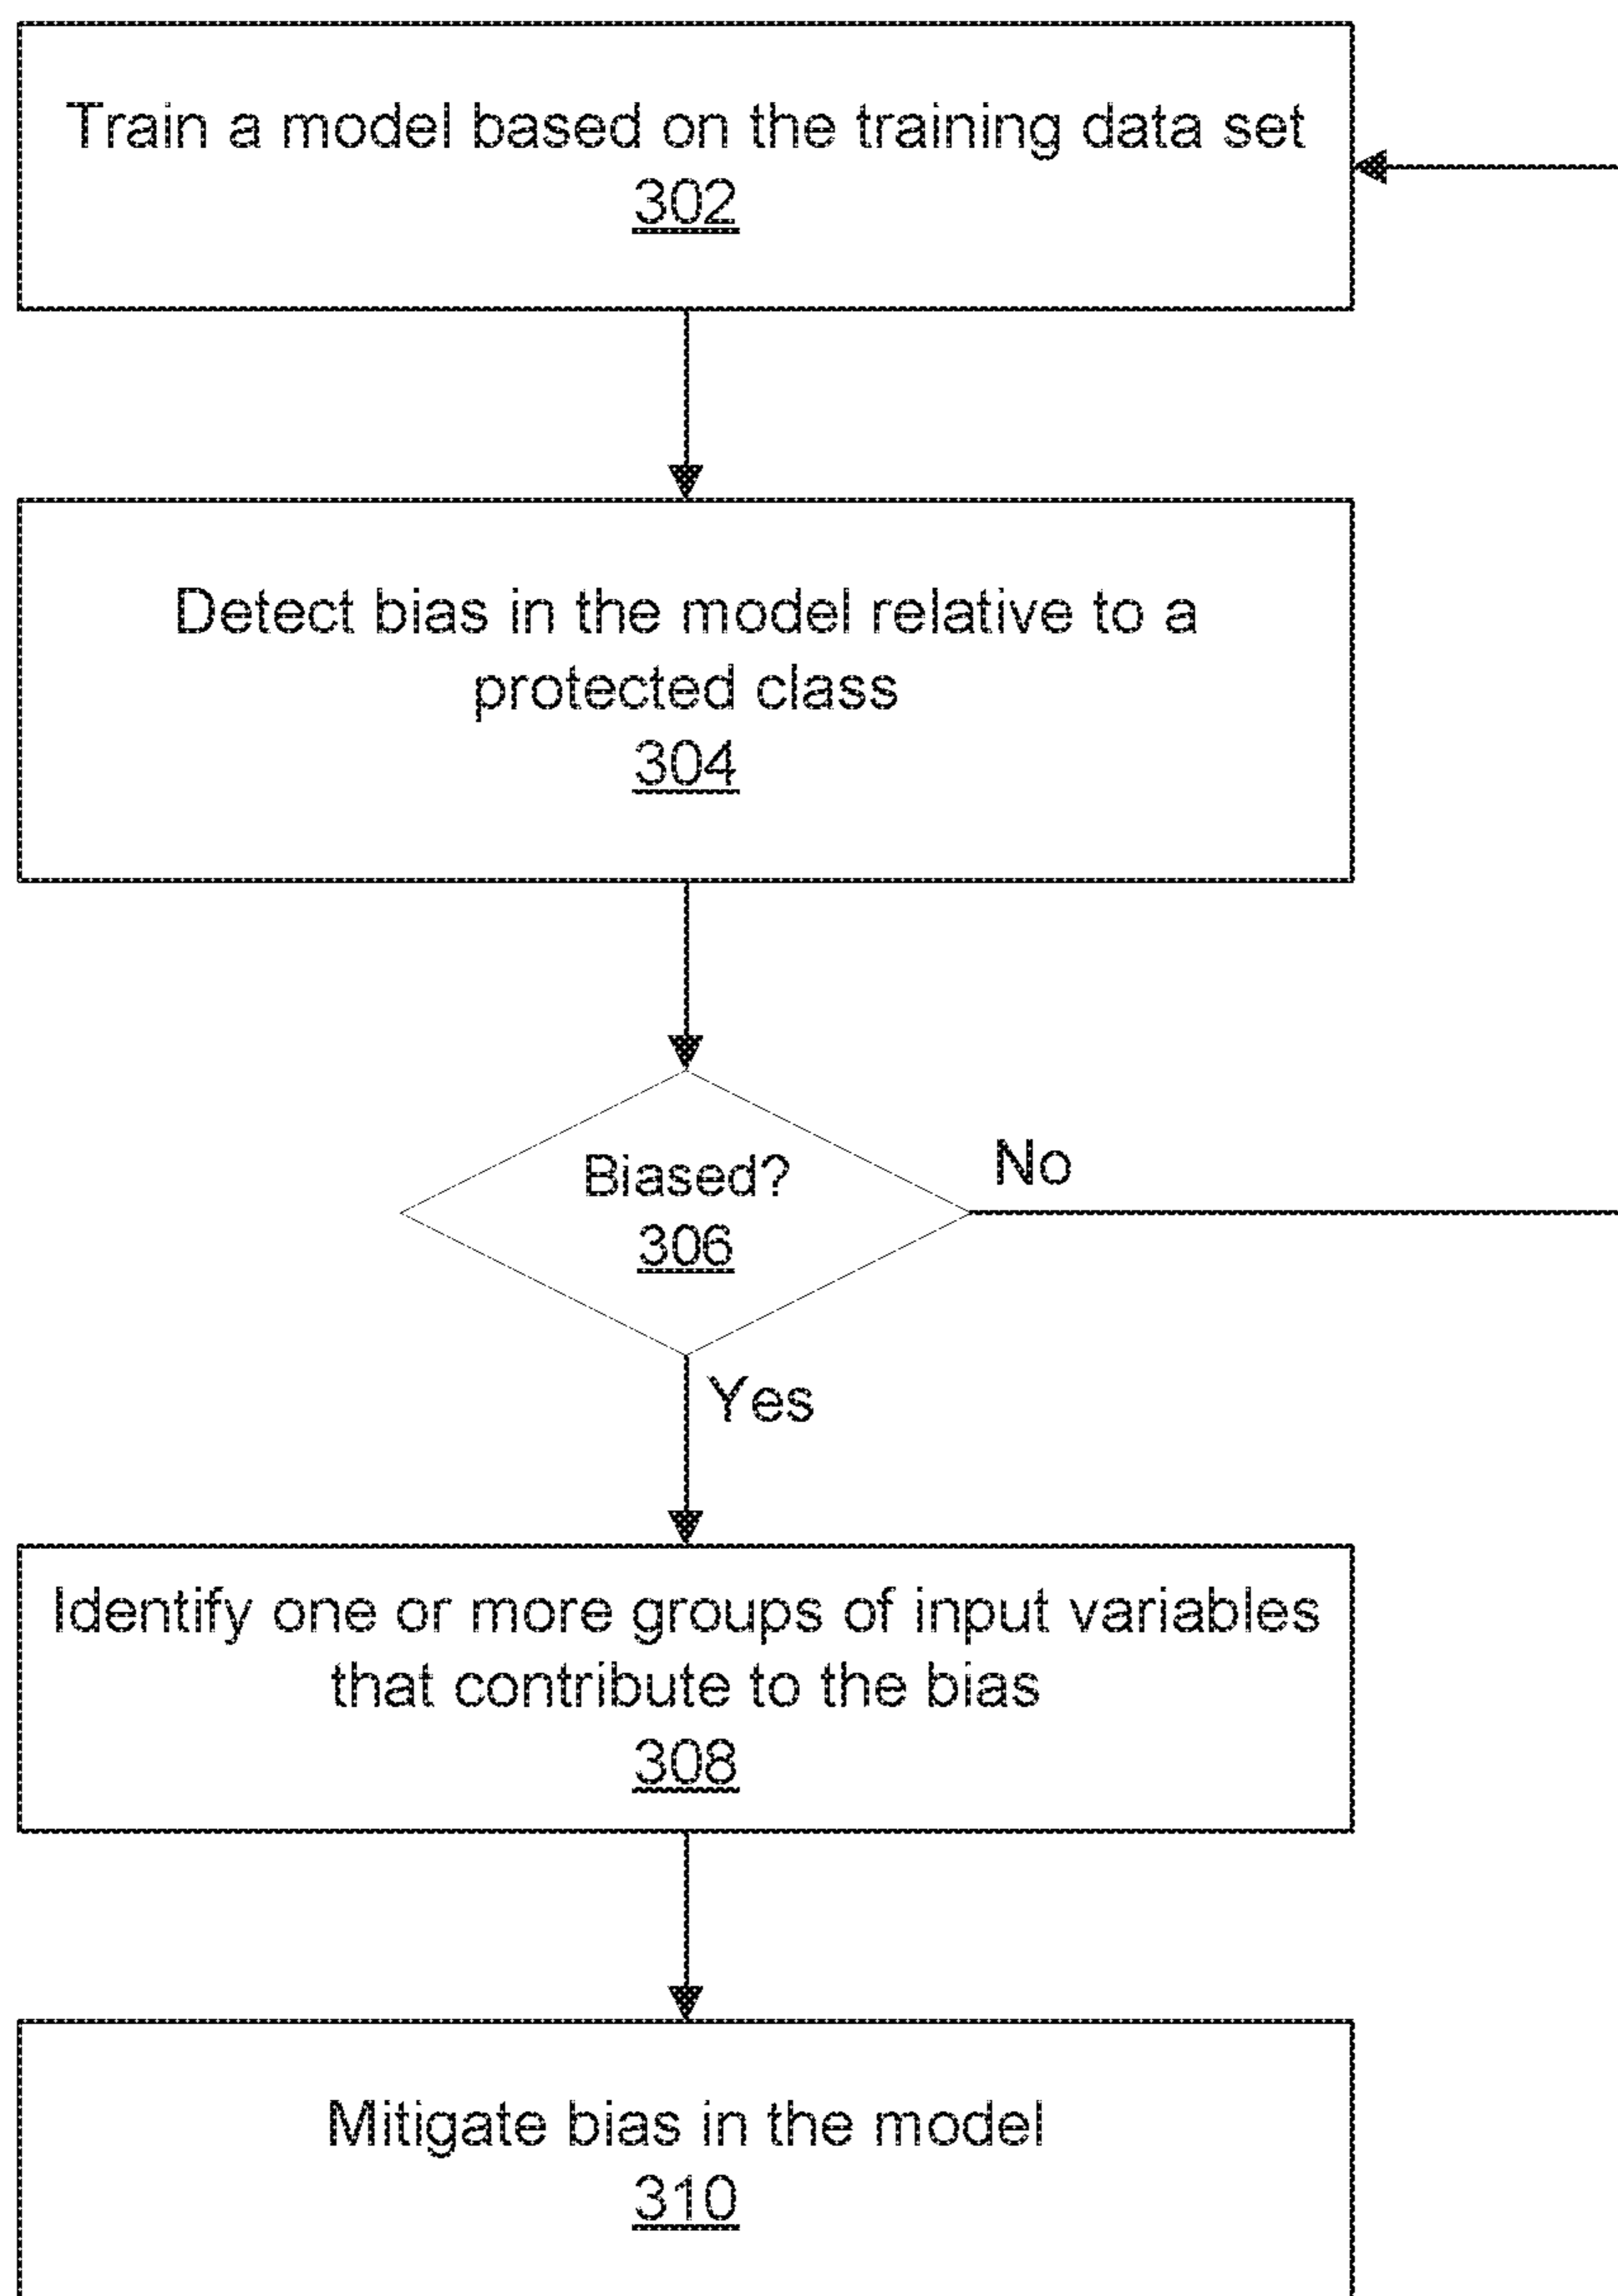 Train a model based on the training data set
302
Detect bias in the model relative to a
protected class
304
Biased?
306
No
Yes
Identify one or more groups of input variables
that contribute to the bias
308
Mitigate bias in the model
310